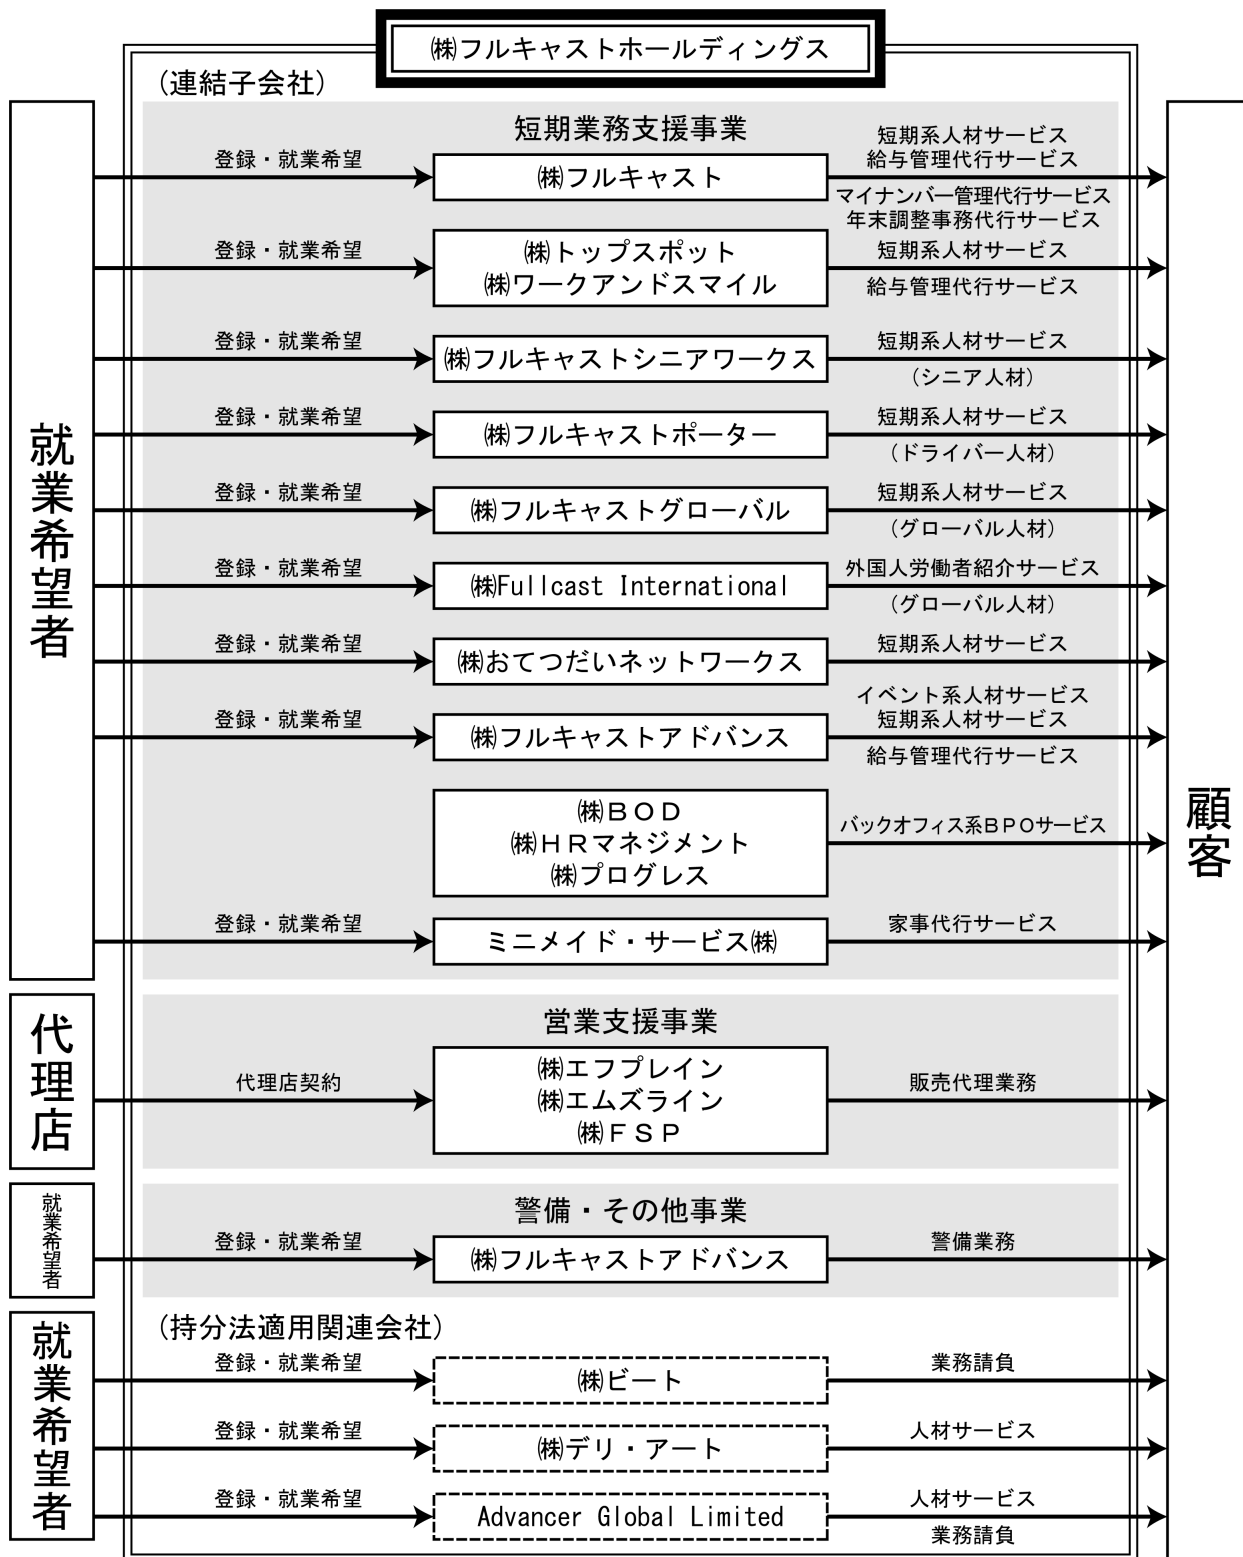 ㈱フルキャストホールディングス
（連結子会社）
就業希望者
顧客
短期業務支援事業
登録・就業希望
㈱フルキャスト
短期系人材サービス
給与管理代行サービス
マイナンバー管理代行サービス
年末調整事務代行サービス
登録・就業希望
㈱トップスポット
㈱ワークアンドスマイル
短期系人材サービス
給与管理代行サービス
登録・就業希望
㈱フルキャストシニアワークス
短期系人材サービス
（シニア人材）
登録・就業希望
㈱フルキャストポーター
短期系人材サービス
（ドライバー人材）
登録・就業希望
㈱フルキャストグローバル
短期系人材サービス
（グローバル人材）
登録・就業希望
㈱Fullcast International
外国人労働者紹介サービス
（グローバル人材）
登録・就業希望
㈱おてつだいネットワークス
短期系人材サービス
登録・就業希望
㈱フルキャストアドバンス
イベント系人材サービス
短期系人材サービス
給与管理代行サービス
㈱ＢＯＤ
㈱ＨＲマネジメント
㈱プログレス
バックオフィス系ＢＰＯサービス
登録・就業希望
ミニメイド・サービス㈱
家事代行サービス
代理店
営業支援事業
代理店契約
㈱エフプレイン
㈱エムズライン
㈱ＦＳＰ
販売代理業務
就業希望者
警備・その他事業
登録・就業希望
㈱フルキャストアドバンス
警備業務
（持分法適用関連会社）
就業希望者
登録・就業希望
㈱ビート
業務請負
登録・就業希望
㈱デリ・アート
人材サービス
登録・就業希望
Advancer Global Limited
人材サービス
業務請負